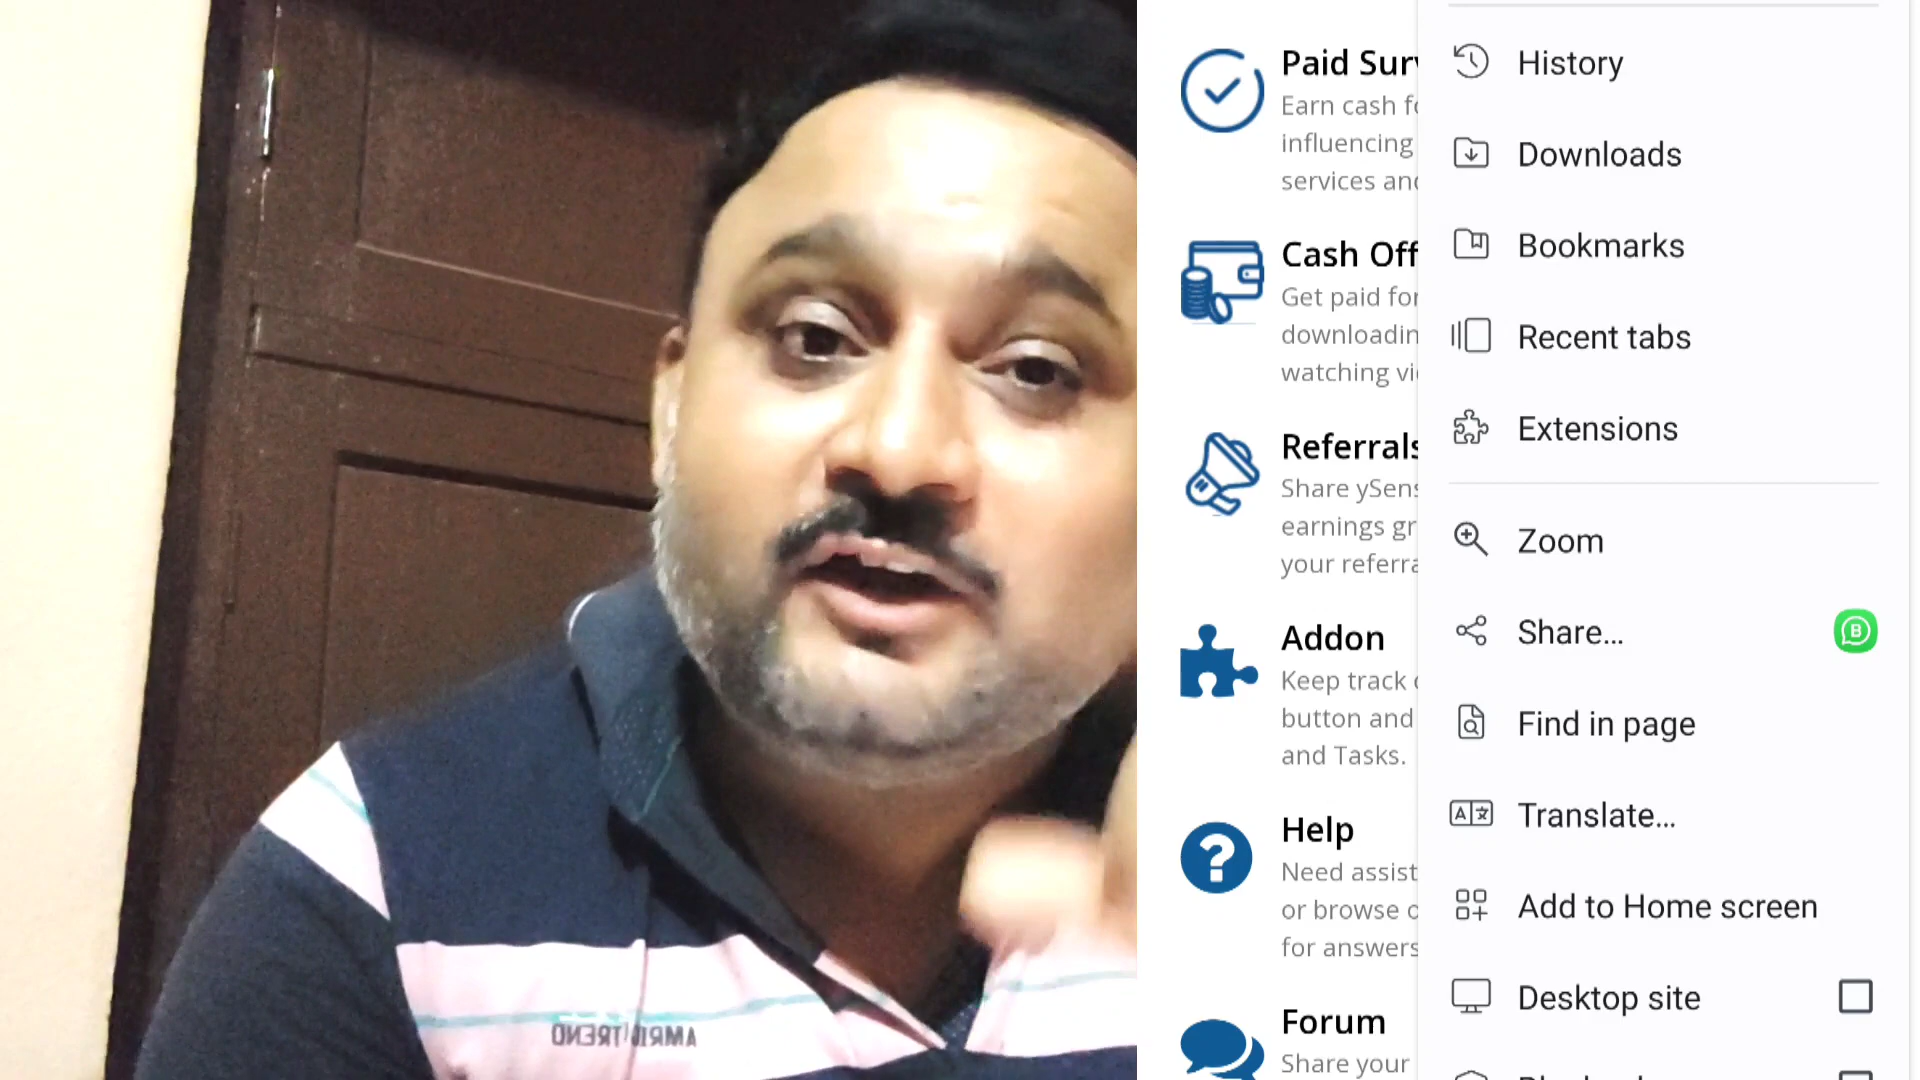 Paid Sur
Earn cash fo
influencing
services and
Cash Off
Get paid for
downloadin
watching vi
Referrals
Share ySens
earnings gr
your referra
Addon
Keep track
button and
and Tasks.
Help
Need assist
or browse
for answers
Forum
Share your
History
Downloads
Bookmarks
Recent tabs
Extensions
Zoom
Share...
Find in page
Translate...
Add to Home screen
Desktop site
AMRIT TREND